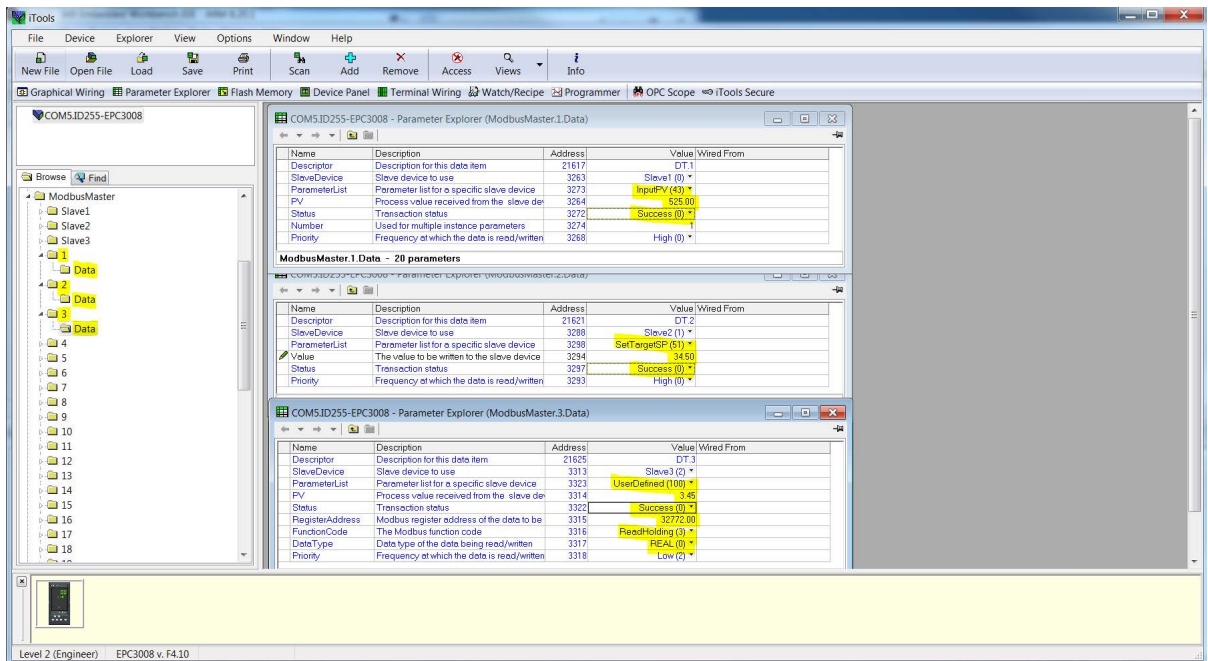 iTools
File Device Explorer View Options Window Help
New File Open File Load Save Print Scan Add Remove Access Views Info
Graphical Wiring Parameter Explorer Flash Memory Device Panel Terminal Wiring Watch/Recipe Programmer OPC Scope iTools Secure
COM5.ID255-EPC3008
Browse Find
ModbusMaster
Slave1
Slave2
Slave3
1
Data
2
Data
3
Data
4
5
6
7
8
9
10
11
12
13
14
15
16
17
18
COM5.ID255-EPC3008 - Parameter Explorer (ModbusMaster.1.Data)
Name Description Address Value Wired From
Descriptor Description for this data item 21617 DT.1
SlaveDevice Slave device to use 3263 Slave1 (0)
ParameterList Parameter list for a specific slave device 3273 InputPV (43)
PV Process value received from the slave dev 3264 525.00
Status Transaction status 3272 Success (0)
Number Used for multiple instance parameters 3274 1
Priority Frequency at which the data is read/written 3268 High (0)
ModbusMaster.1.Data - 20 parameters
COM5.ID255-EPC3008 - Parameter Explorer (ModbusMaster.2.Data)
Name Description Address Value Wired From
Descriptor Description for this data item 21621 DT.2
SlaveDevice Slave device to use 3288 Slave2 (1)
ParameterList Parameter list for a specific slave device 3298 SetTargetSP (51)
Value The value to be written to the slave device 3294 34.50
Status Transaction status 3297 Success (0)
Priority Frequency at which the data is read/written 3293 High (0)
COM5.ID255-EPC3008 - Parameter Explorer (ModbusMaster.3.Data)
Name Description Address Value Wired From
Descriptor Description for this data item 21625 DT.3
SlaveDevice Slave device to use 3313 Slave3 (2)
ParameterList Parameter list for a specific slave device 3323 UserDefined (100)
PV Process value received from the slave dev 3314 3.45
Status Transaction status 3322 Success (0)
RegisterAddress Modbus register address of the data to be 3315 32772.00
FunctionCode The Modbus function code 3316 ReadHolding (3)
DataType Data type of the data being read/written 3317 REAL (0)
Priority Frequency at which the data is read/written 3318 Low (2)
Level 2 (Engineer) EPC3008 v. F4.10